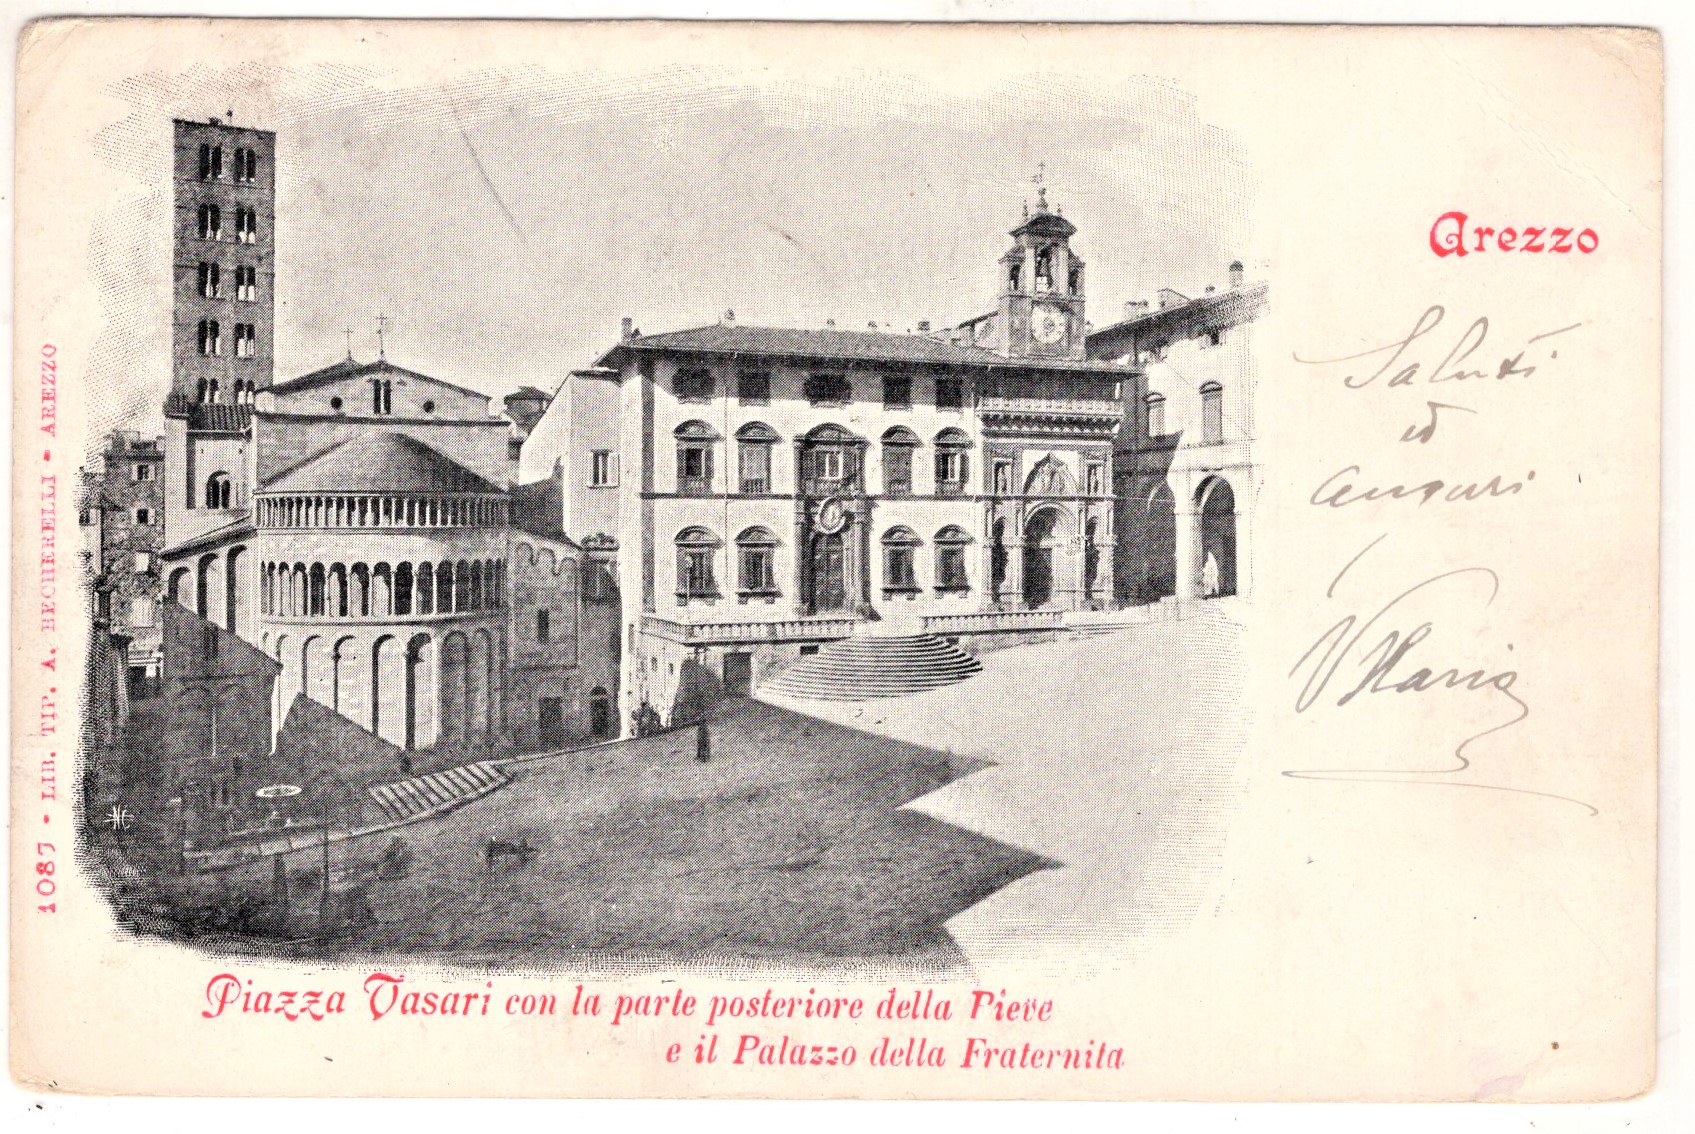 Arezzo
Saluti
ed
auguri
Piazza Vasari con la parte posteriore della Pieve
e il Palazzo della Fraternita
1087 - LIB. TIP. A. BECHERELLI - AREZZO